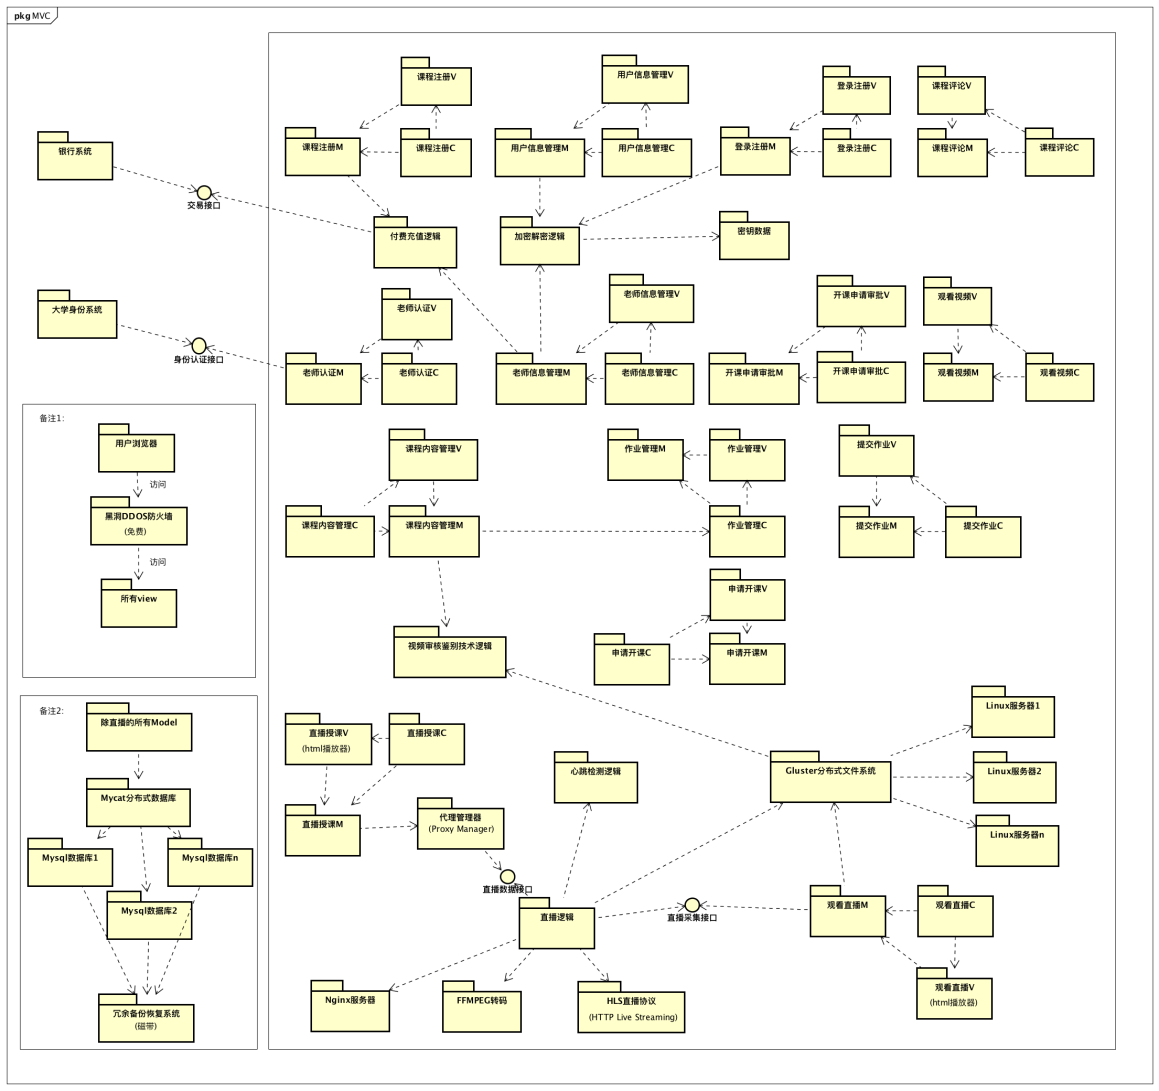 pkg MVC
课程注册V
用户信息管理V
登录注册V
课程评论V
银行系统
课程注册M
课程注册C
用户信息管理M
用户信息管理C
登录注册M
登录注册C
课程评论M
课程评论C
交易接口
付费充值逻辑
加密解密逻辑
密钥数据
大学身份系统
老师认证V
老师信息管理V
开课申请审批V
观看视频V
身份认证接口
老师认证M
老师认证C
老师信息管理M
老师信息管理C
开课申请审批M
开课申请审批C
观看视频M
观看视频C
备注1:
用户浏览器
访问
黑洞DDOS防火墙
(免费)
访问
所有view
课程内容管理V
作业管理M
作业管理V
提交作业V
课程内容管理C
课程内容管理M
作业管理C
提交作业M
提交作业C
申请开课V
视频审核鉴别技术逻辑
申请开课C
申请开课M
备注2:
除直播的所有Model
Mycat分布式数据库
Mysql数据库1
Mysql数据库n
Mysql数据库2
冗余备份恢复系统
(磁带)
直播授课V
(html播放器)
直播授课C
心跳检测逻辑
Gluster分布式文件系统
Linux服务器1
Linux服务器2
Linux服务器n
直播授课M
代理管理器
(Proxy Manager)
直播数据接口
直播逻辑
直播采集接口
观看直播M
观看直播C
Nginx服务器
FFMPEG转码
HLS直播协议
(HTTP Live Streaming)
观看直播V
(html播放器)